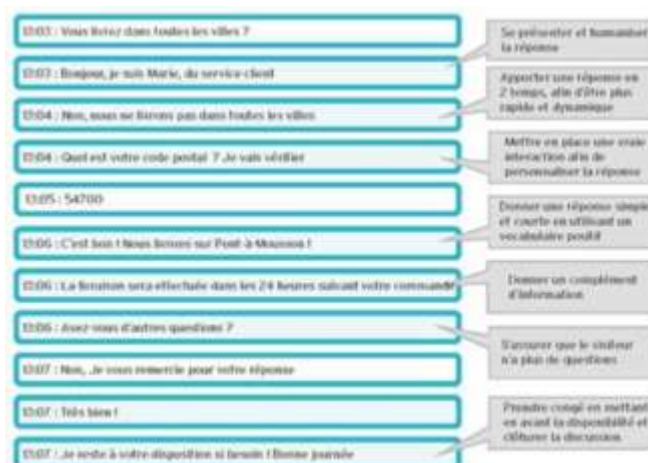 13:03 : Vous livrez dans toutes les villes ?
Se présenter et humaniser
la réponse
13:03 : Bonjour, je suis Marie, du service client
Apporter une réponse en
2 temps, afin d'être plus
rapide et dynamique
13:04 : Non, nous ne livrons pas dans toutes les villes
13:04 : Quel est votre code postal ? Je vais vérifier
Mettre en place une vraie
interaction afin de
personnaliser la réponse
13:05 : 54700
Donner une réponse simple
et courte en utilisant un
vocabulaire positif
13:06 : C'est bon ! Nous livrons sur Pont-à-Mousson !
13:06 : La livraison sera effectuée dans les 24 heures suivant votre commande
Donner un complément
d'information
13:06 : Avez-vous d'autres questions ?
S'assurer que le visiteur
n'a plus de questions
13:07 : Non, Je vous remercie pour votre réponse
13:07 : Très bien !
Prendre congé en mettant
en avant la disponibilité et
clôturer la discussion
13:07 : Je reste à votre disposition si besoin ! Bonne journée